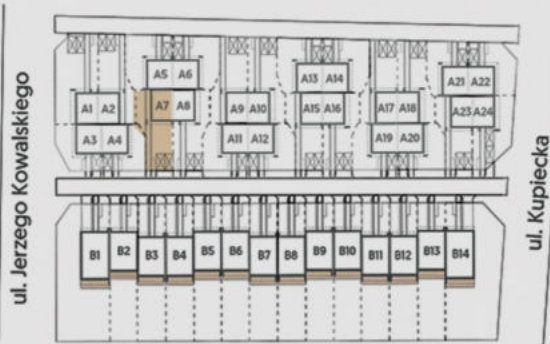 ul. Jerzego Kowalskiego
A5 A6
A13 A14
A21 A22
A1 A2
A7 A8
A9 A10
A15 A16
A17 A18
A23 A24
A3 A4
A11 A12
A19 A20
ul. Kupiecka
B1 B2 B3 B4 B5 B6 B7 B8 B9 B10 B11 B12 B13 B14